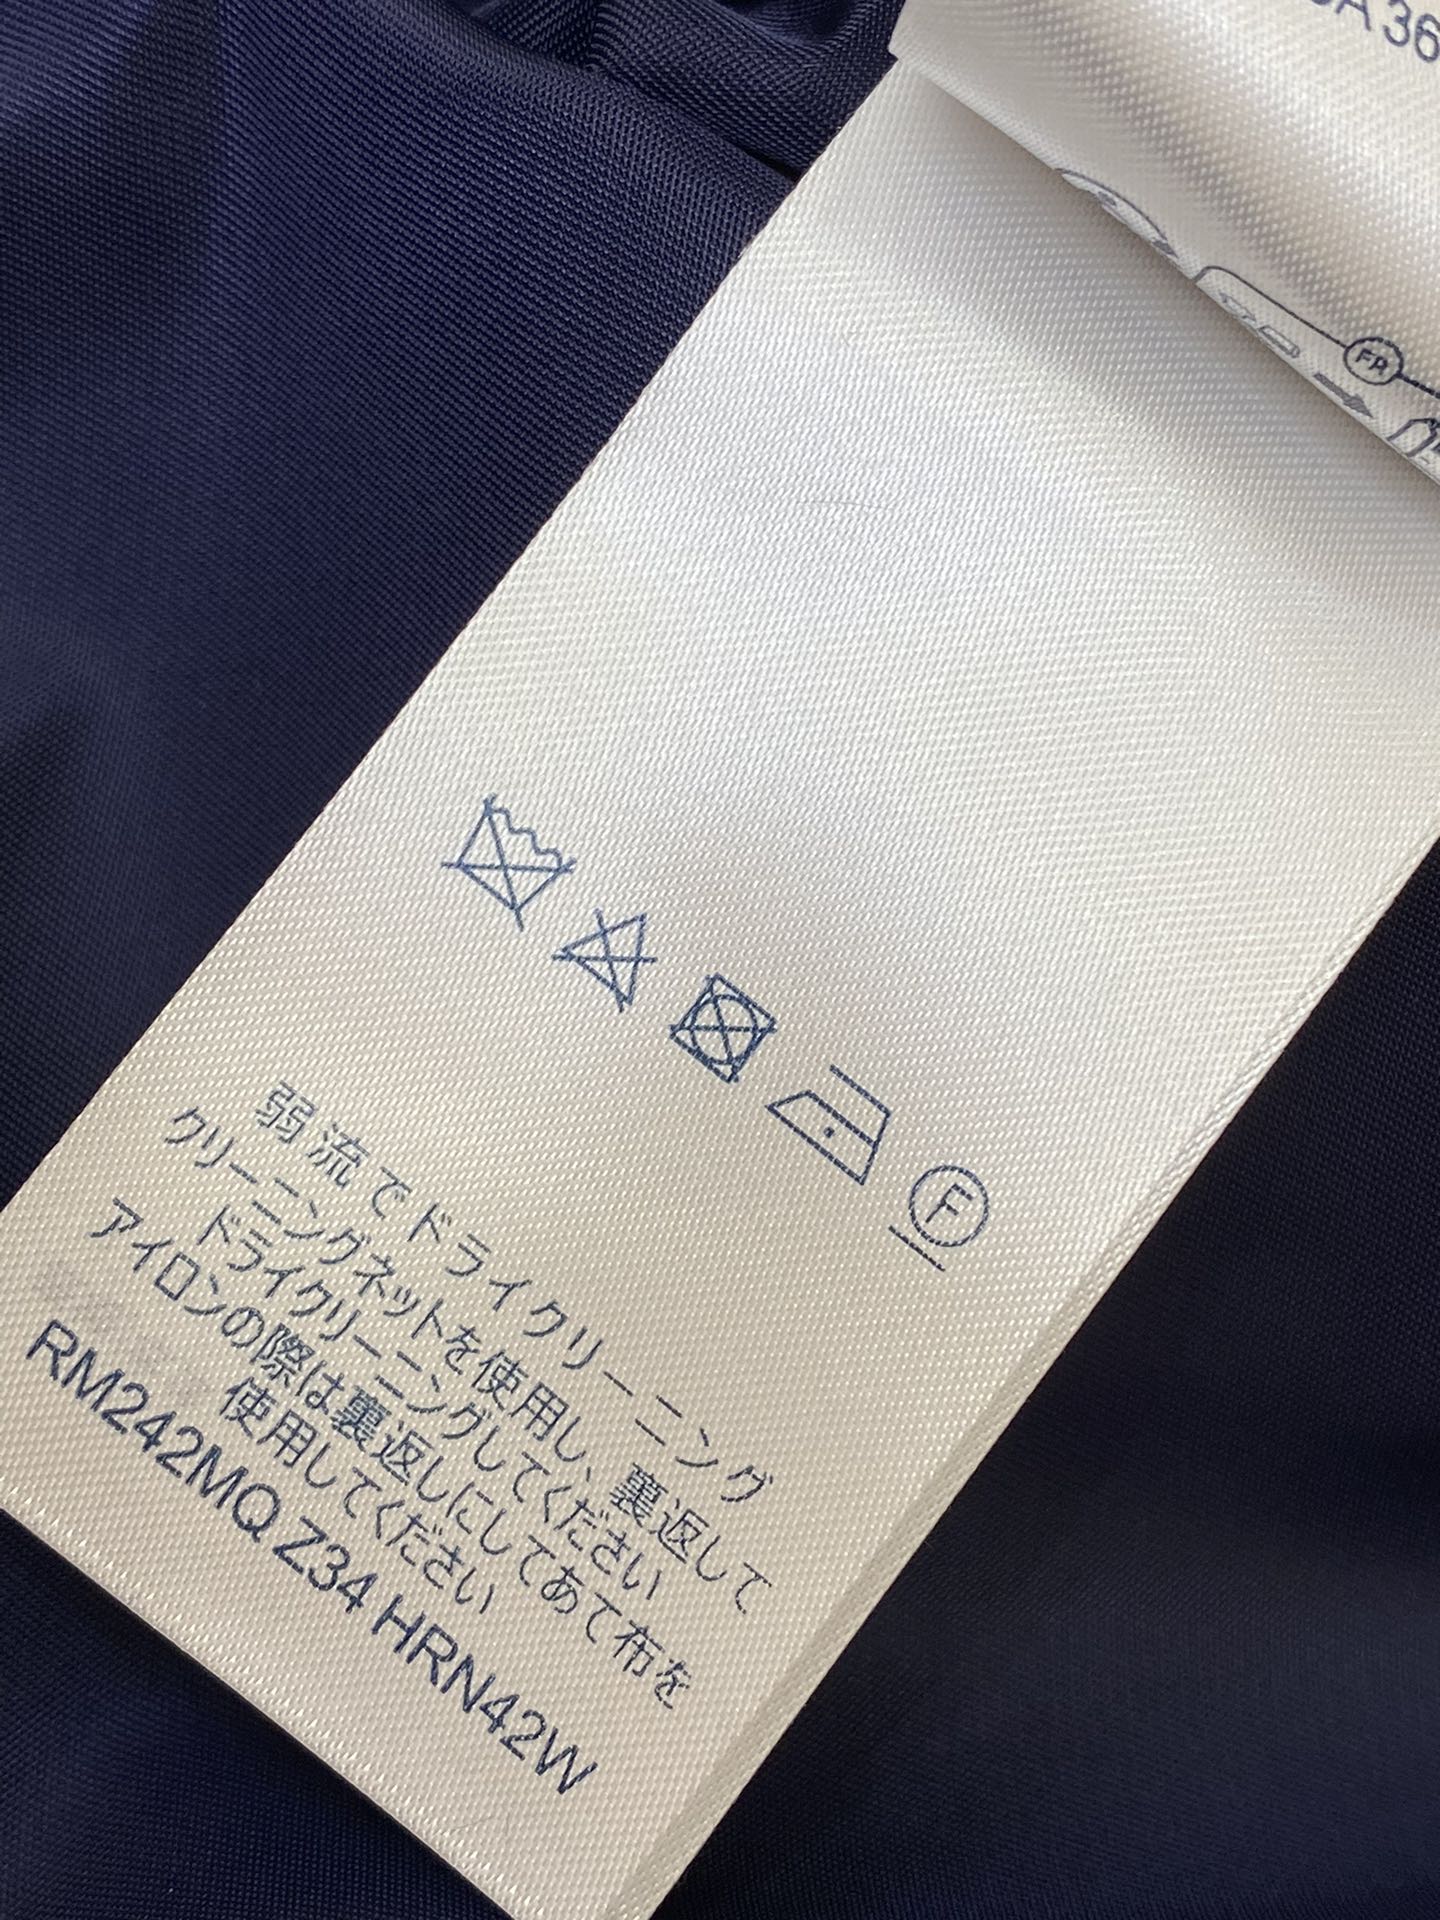 A 36
FR
F
弱流でドライクリーニング
クリーニングネットを使用し、裏返して
ドライクリーニングしてください
アイロンの際は裏返しにしてあて布を
使用してください
RM242MQ Z34 HRN42W